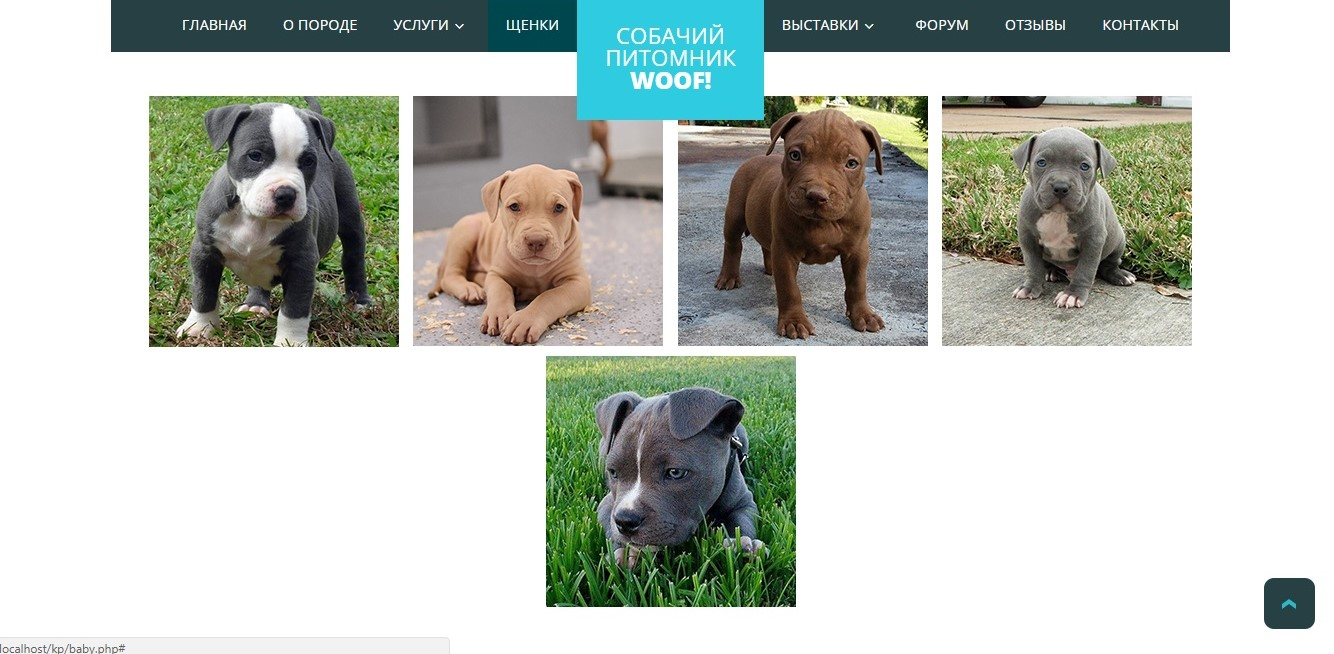 ГЛАВНАЯ О ПОРОДЕ УСЛУГИ ЩЕНКИ
СОБАЧИЙ
ПИТОМНИК
WOOF!
ВЫСТАВКИ ФОРУМ ОТЗЫВЫ КОНТАКТЫ
localhost/kp/baby.php#